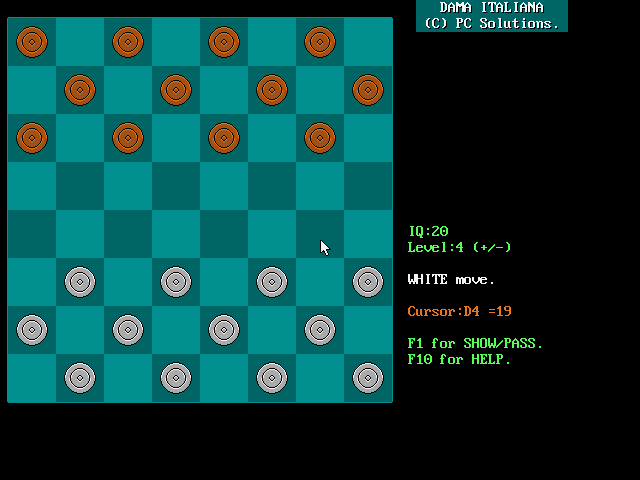 DAMA ITALIANA
(C) PC Solutions.
IQ:20
Level:4 (+/-)
WHITE move.
Cursor:D4 =19
F1 for SHOW/PASS.
F10 for HELP.